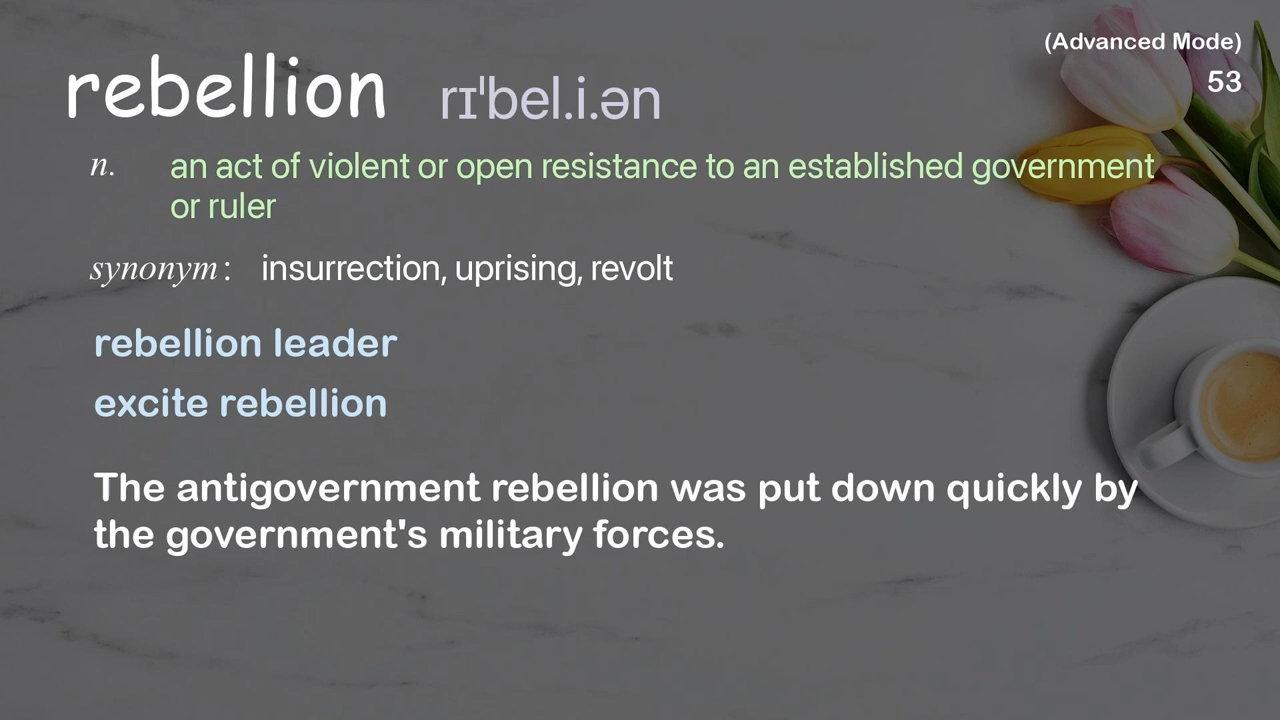 (Advanced Mode)
53
rebellion rɪˈbel.i.ən
n. an act of violent or open resistance to an established government
or ruler
synonym: insurrection, uprising, revolt
rebellion leader
excite rebellion
The antigovernment rebellion was put down quickly by
the government's military forces.